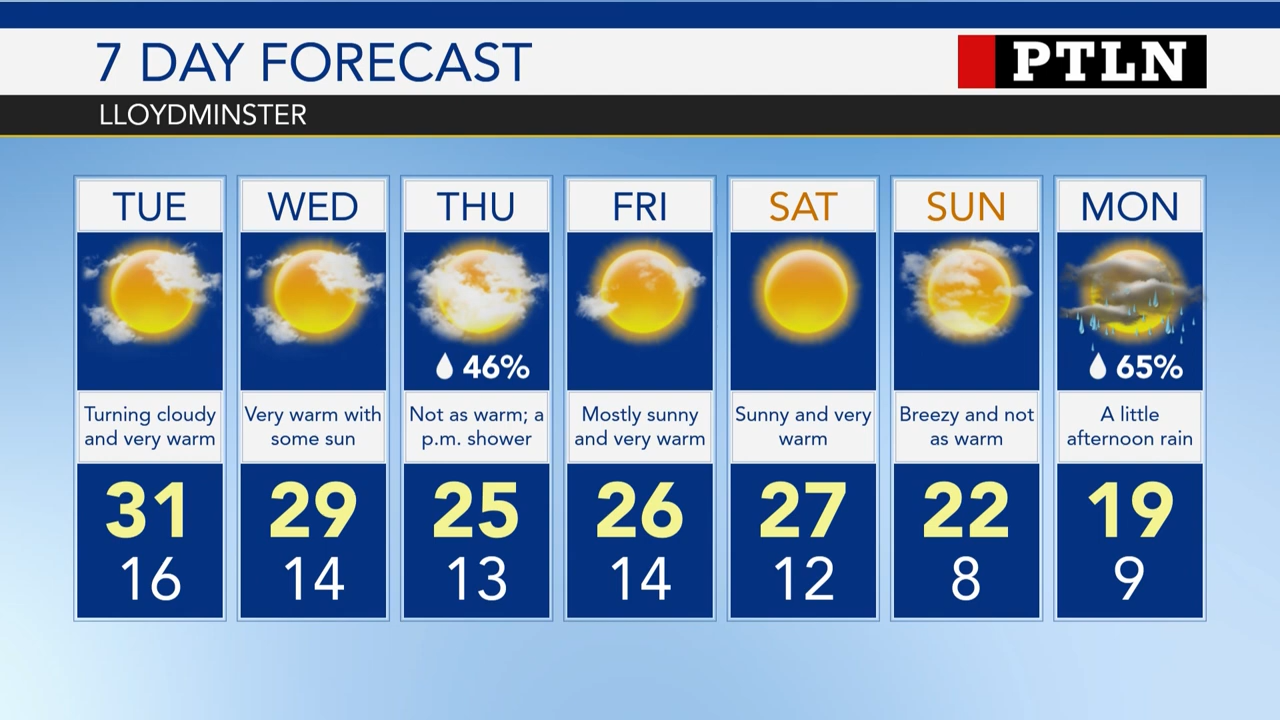 7 DAY FORECAST
PTLN
LLOYDMINSTER
TUE
Turning cloudy
and very warm
31
16
WED
Very warm with
some sun
29
14
THU
46%
Not as warm; a
p.m. shower
25
13
FRI
Mostly sunny
and very warm
26
14
SAT
Sunny and very
warm
27
12
SUN
Breezy and not
as warm
22
8
MON
65%
A little
afternoon rain
19
9